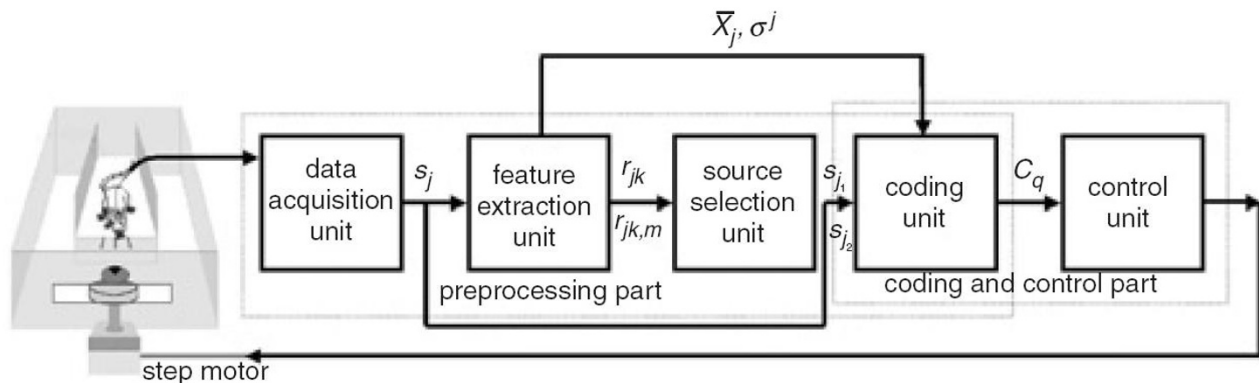 X̄j, σ^j
data
acquisition
unit
sj
feature
extraction
unit
rjk
rjk,m
source
selection
unit
sj1
sj2
coding
unit
Cq
control
unit
preprocessing part
coding and control part
step motor